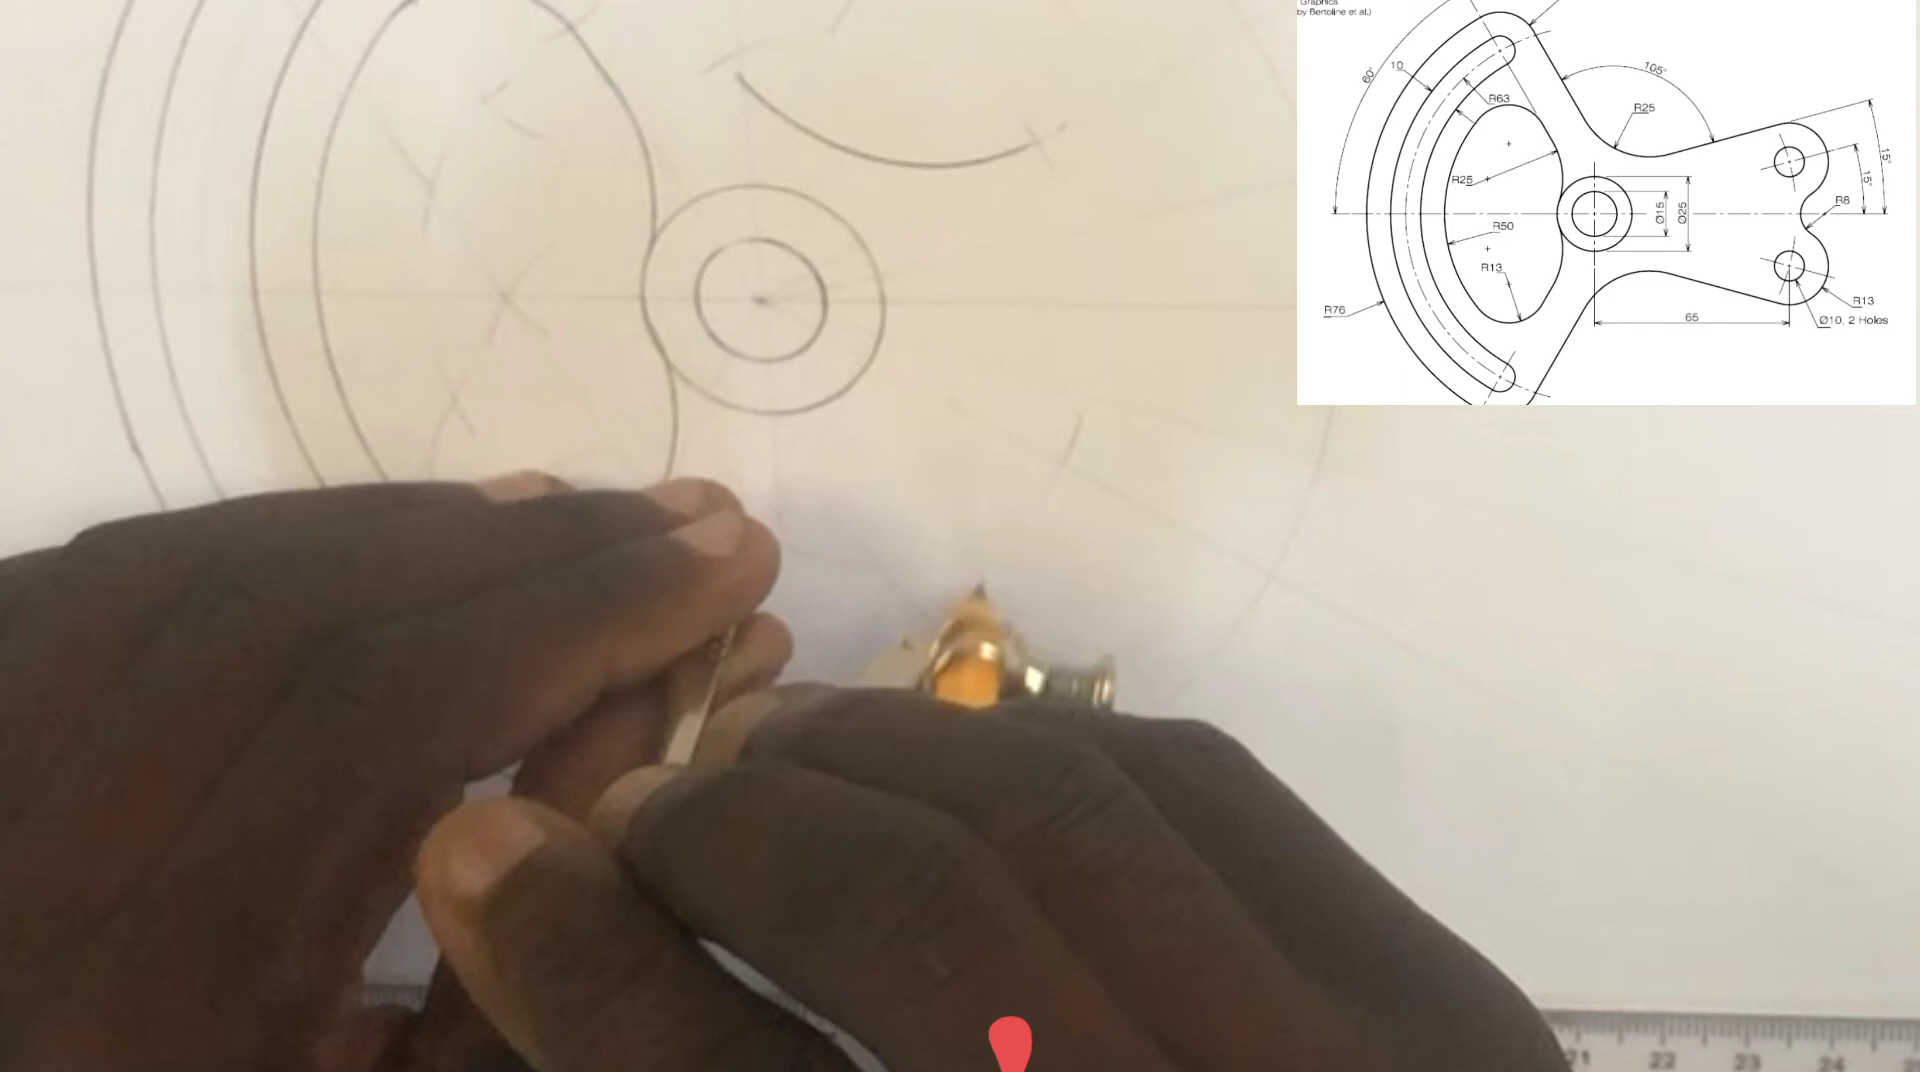 Graphics
by Bertoline et al.)
60°
10
R63
105°
R25
15°
15°
R25
R8
Ø15
Ø25
R50
R13
R76
R13
65
Ø10, 2 Holes
21 22 23 24